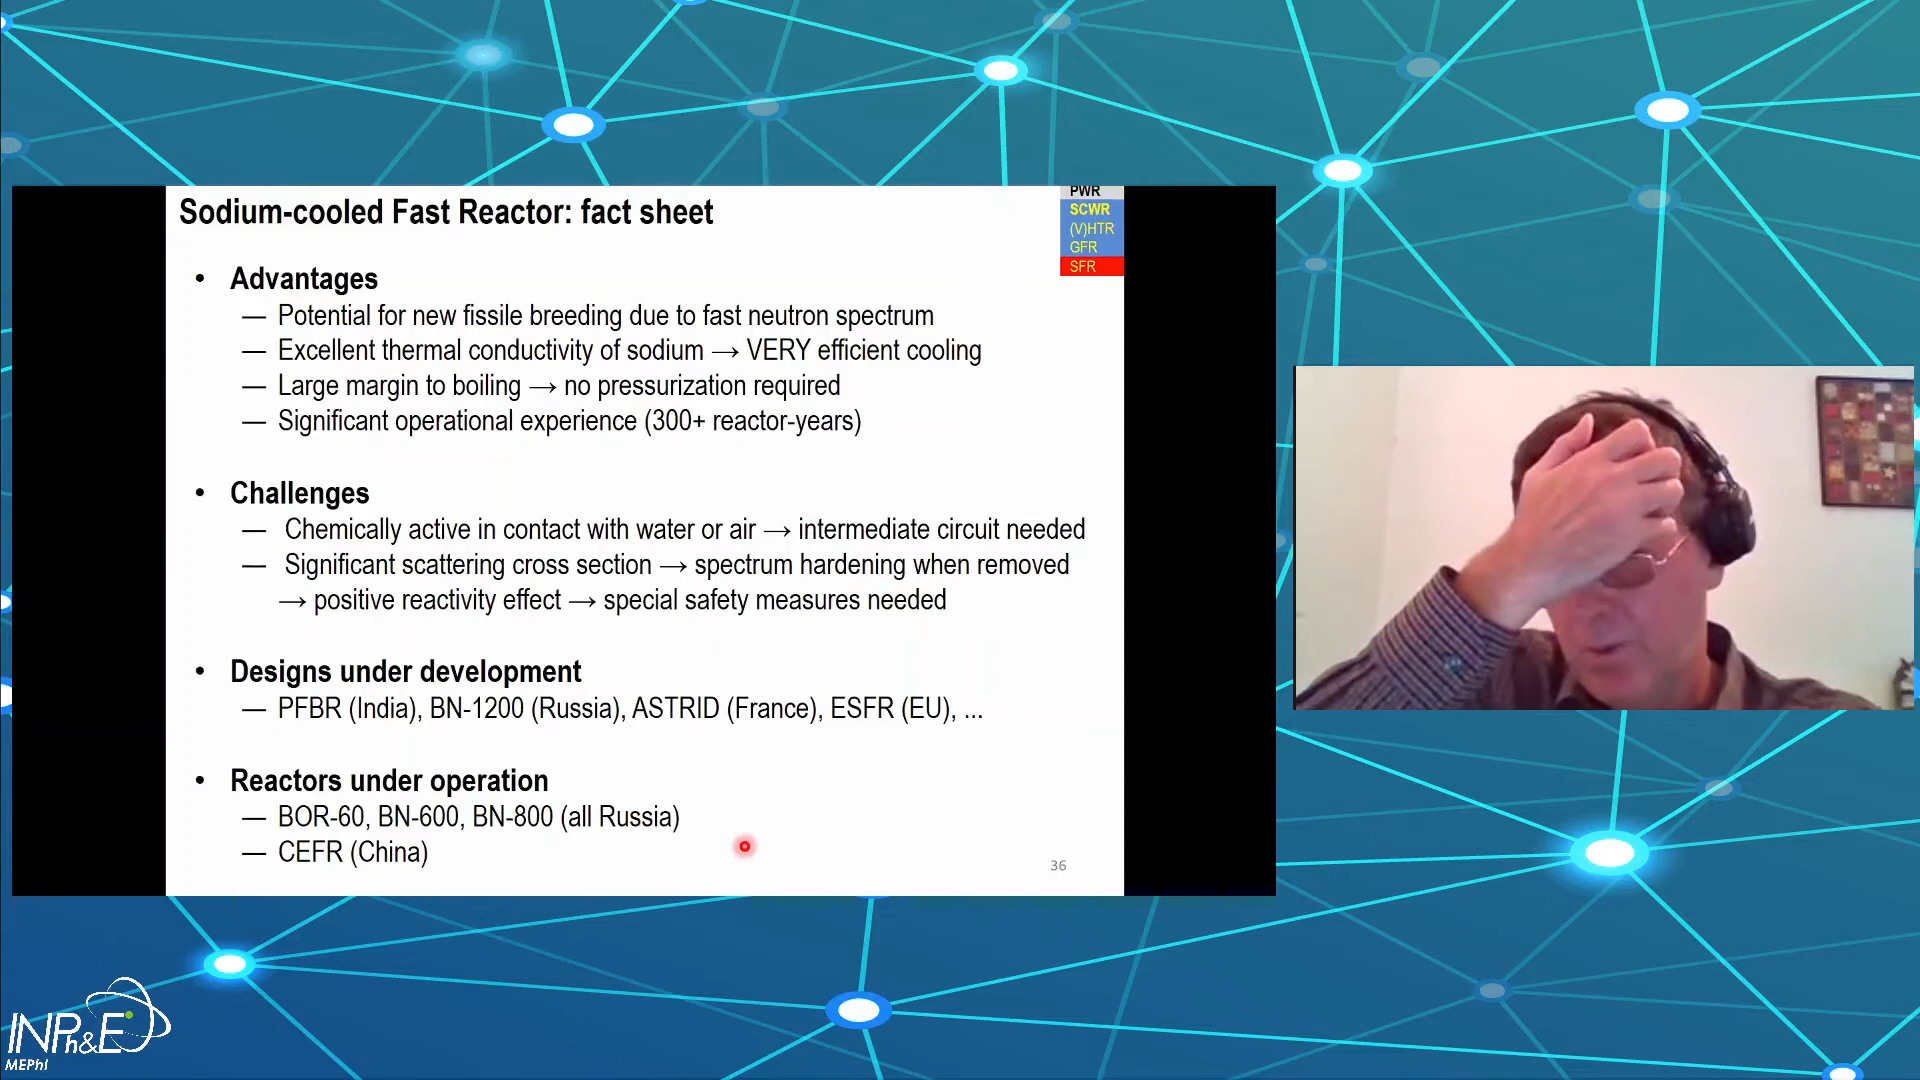 Sodium-cooled Fast Reactor: fact sheet
PWR
SCWR
(V)HTR
GFR
SFR
• Advantages
— Potential for new fissile breeding due to fast neutron spectrum
— Excellent thermal conductivity of sodium → VERY efficient cooling
— Large margin to boiling → no pressurization required
— Significant operational experience (300+ reactor-years)
• Challenges
— Chemically active in contact with water or air → intermediate circuit needed
— Significant scattering cross section → spectrum hardening when removed
→ positive reactivity effect → special safety measures needed
• Designs under development
— PFBR (India), BN-1200 (Russia), ASTRID (France), ESFR (EU), ...
• Reactors under operation
— BOR-60, BN-600, BN-800 (all Russia)
— CEFR (China)
36
INPh&E
MEPhI